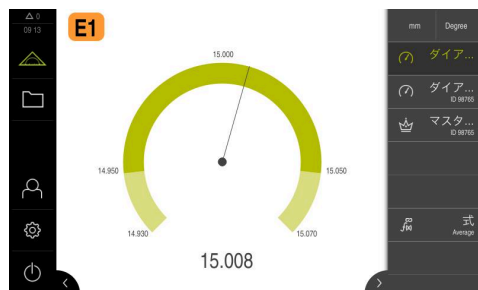 △ 0
09 13
E1
15.000
14.950
15.050
14.930
15.070
15.008
mm Degree
ダイア...
ダイア...
ID 98765
マスタ...
ID 98765
f(x)
式
Average